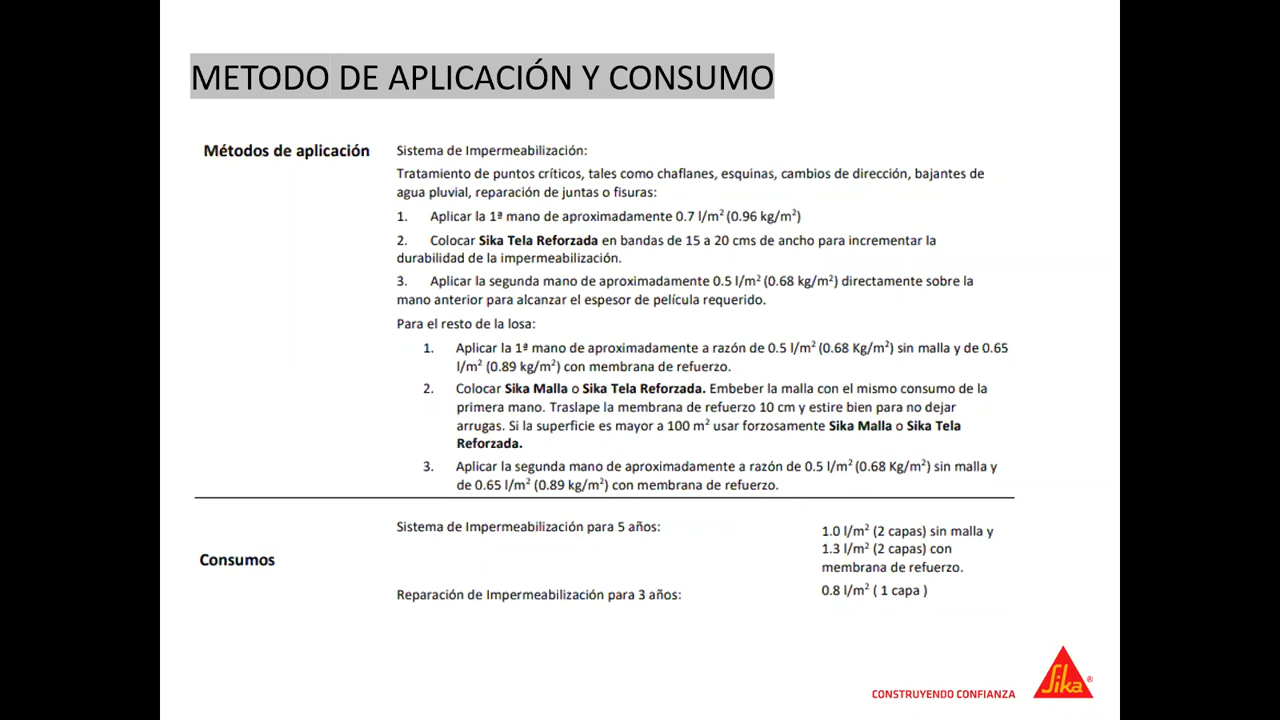 METODO DE APLICACIÓN Y CONSUMO
Métodos de aplicación
Sistema de Impermeabilización:
Tratamiento de puntos críticos, tales como chaflanes, esquinas, cambios de dirección, bajantes de
agua pluvial, reparación de juntas o fisuras:
1. Aplicar la 1ª mano de aproximadamente 0.7 l/m² (0.96 kg/m²)
2. Colocar Sika Tela Reforzada en bandas de 15 a 20 cms de ancho para incrementar la
durabilidad de la impermeabilización.
3. Aplicar la segunda mano de aproximadamente 0.5 l/m² (0.68 kg/m²) directamente sobre la
mano anterior para alcanzar el espesor de película requerido.
Para el resto de la losa:
1. Aplicar la 1ª mano de aproximadamente a razón de 0.5 l/m² (0.68 Kg/m²) sin malla y de 0.65
l/m² (0.89 kg/m²) con membrana de refuerzo.
2. Colocar Sika Malla o Sika Tela Reforzada. Embeber la malla con el mismo consumo de la
primera mano. Traslape la membrana de refuerzo 10 cm y estire bien para no dejar
arrugas. Si la superficie es mayor a 100 m² usar forzosamente Sika Malla o Sika Tela
Reforzada.
3. Aplicar la segunda mano de aproximadamente a razón de 0.5 l/m² (0.68 Kg/m²) sin malla y
de 0.65 l/m² (0.89 kg/m²) con membrana de refuerzo.
Consumos
Sistema de Impermeabilización para 5 años:
1.0 l/m² (2 capas) sin malla y
1.3 l/m² (2 capas) con
membrana de refuerzo.
Reparación de Impermeabilización para 3 años:
0.8 l/m² ( 1 capa )
CONSTRUYENDO CONFIANZA
Sika®